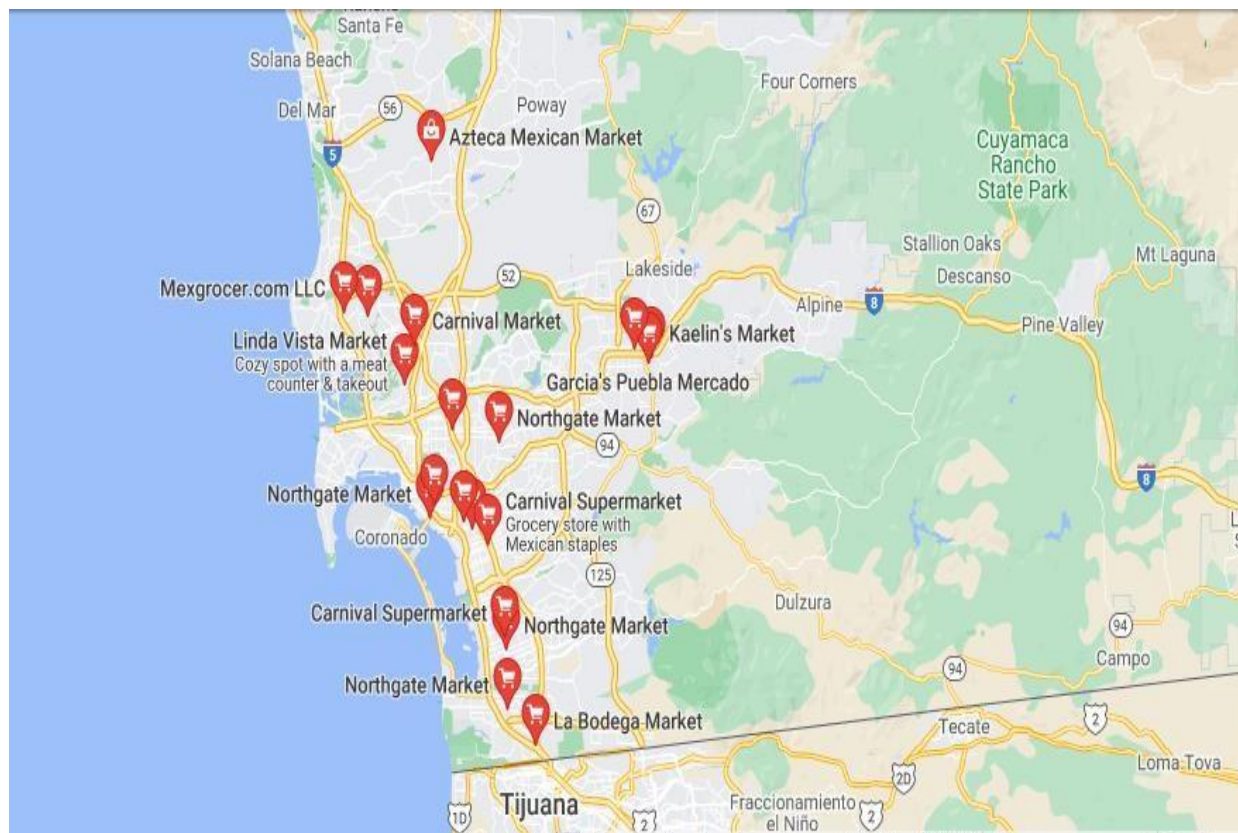 Santa Fe
Solana Beach
Four Corners
56
Poway
Del Mar
Azteca Mexican Market
5
Cuyamaca
Rancho
State Park
67
Stallion Oaks
Mt Laguna
Lakeside
52
Descanso
Mexgrocer.com LLC
Alpine
8
Carnival Market
Pine Valley
Kaelin's Market
Linda Vista Market
Cozy spot with a meat
counter & takeout
Garcia's Puebla Mercado
Northgate Market
94
8
Northgate Market
Carnival Supermarket
Grocery store with
Mexican staples
Coronado
125
Dulzura
Carnival Supermarket
Northgate Market
94
Campo
94
Northgate Market
La Bodega Market
2
Tecate
Loma Tova
2D
Tijuana
Fraccionamiento
el Niño
1D
2
2